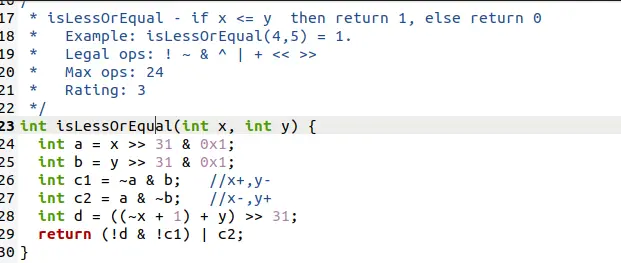 17 * isLessOrEqual - if x <= y  then return 1, else return 0
18 *   Example: isLessOrEqual(4,5) = 1.
19 *   Legal ops: ! ~ & ^ | + << >>
20 *   Max ops: 24
21 *   Rating: 3
22 */
23 int isLessOrEqual(int x, int y) {
24   int a = x >> 31 & 0x1;
25   int b = y >> 31 & 0x1;
26   int c1 = ~a & b;   //x+,y-
27   int c2 = a & ~b;   //x-,y+
28   int d = ((~x + 1) + y) >> 31;
29   return (!d & !c1) | c2;
30 }